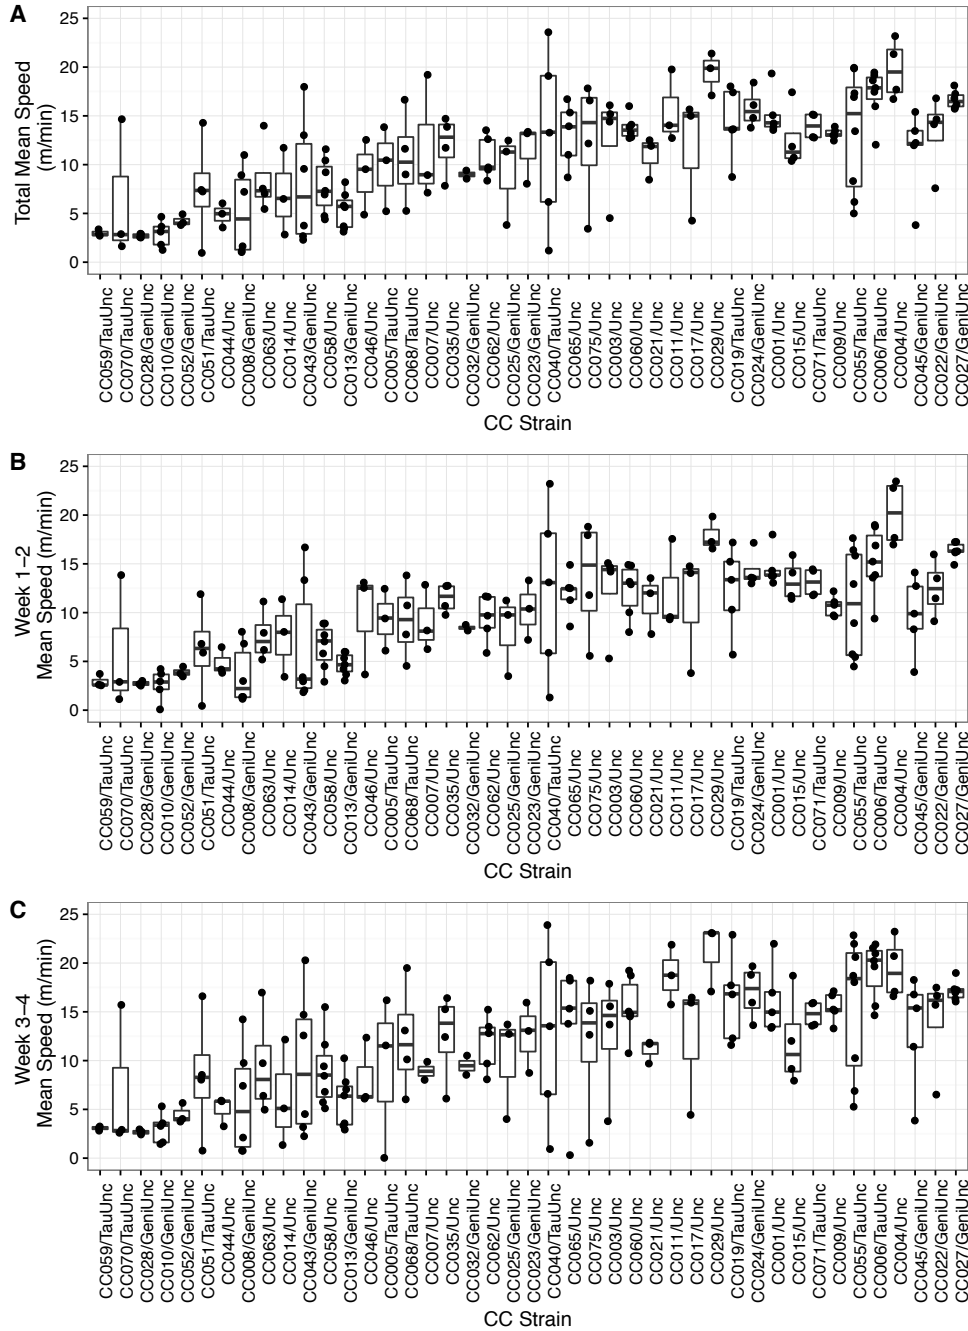 A
Total Mean Speed
(m/min)
25
20
15
10
5
0
CC059/TauUnc
CC070/TauUnc
CC028/GeniUnc
CC010/GeniUnc
CC052/GeniUnc
CC051/TauUnc
CC044/Unc
CC008/GeniUnc
CC063/Unc
CC014/Unc
CC043/GeniUnc
CC058/Unc
CC013/GeniUnc
CC046/Unc
CC005/TauUnc
CC068/TauUnc
CC007/Unc
CC035/Unc
CC032/GeniUnc
CC062/Unc
CC025/GeniUnc
CC023/GeniUnc
CC040/TauUnc
CC065/Unc
CC075/Unc
CC003/Unc
CC060/Unc
CC021/Unc
CC011/Unc
CC017/Unc
CC029/Unc
CC019/TauUnc
CC024/GeniUnc
CC001/Unc
CC015/Unc
CC071/TauUnc
CC009/Unc
CC055/TauUnc
CC006/TauUnc
CC004/Unc
CC045/GeniUnc
CC022/GeniUnc
CC027/GeniUnc
CC Strain
B
Week 1–2
Mean Speed (m/min)
25
20
15
10
5
0
CC059/TauUnc
CC070/TauUnc
CC028/GeniUnc
CC010/GeniUnc
CC052/GeniUnc
CC051/TauUnc
CC044/Unc
CC008/GeniUnc
CC063/Unc
CC014/Unc
CC043/GeniUnc
CC058/Unc
CC013/GeniUnc
CC046/Unc
CC005/TauUnc
CC068/TauUnc
CC007/Unc
CC035/Unc
CC032/GeniUnc
CC062/Unc
CC025/GeniUnc
CC023/GeniUnc
CC040/TauUnc
CC065/Unc
CC075/Unc
CC003/Unc
CC060/Unc
CC021/Unc
CC011/Unc
CC017/Unc
CC029/Unc
CC019/TauUnc
CC024/GeniUnc
CC001/Unc
CC015/Unc
CC071/TauUnc
CC009/Unc
CC055/TauUnc
CC006/TauUnc
CC004/Unc
CC045/GeniUnc
CC022/GeniUnc
CC027/GeniUnc
CC Strain
C
Week 3–4
Mean Speed (m/min)
25
20
15
10
5
0
CC059/TauUnc
CC070/TauUnc
CC028/GeniUnc
CC010/GeniUnc
CC052/GeniUnc
CC051/TauUnc
CC044/Unc
CC008/GeniUnc
CC063/Unc
CC014/Unc
CC043/GeniUnc
CC058/Unc
CC013/GeniUnc
CC046/Unc
CC005/TauUnc
CC068/TauUnc
CC007/Unc
CC035/Unc
CC032/GeniUnc
CC062/Unc
CC025/GeniUnc
CC023/GeniUnc
CC040/TauUnc
CC065/Unc
CC075/Unc
CC003/Unc
CC060/Unc
CC021/Unc
CC011/Unc
CC017/Unc
CC029/Unc
CC019/TauUnc
CC024/GeniUnc
CC001/Unc
CC015/Unc
CC071/TauUnc
CC009/Unc
CC055/TauUnc
CC006/TauUnc
CC004/Unc
CC045/GeniUnc
CC022/GeniUnc
CC027/GeniUnc
CC Strain